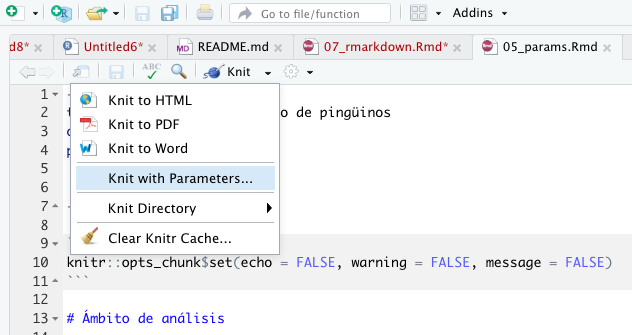 Go to file/function
Addins
d8*
Untitled6*
README.md
07_rmarkdown.Rmd*
05_params.Rmd
ABC
Knit
Knit to HTML
Knit to PDF
Knit to Word
Knit with Parameters...
Knit Directory
Clear Knitr Cache...
1 -
2 t o de pingüinos
3
4 p
5
6
7 -
8
9 `
10 knitr::opts_chunk$set(echo = FALSE, warning = FALSE, message = FALSE)
11 ```
12
13 # Ámbito de análisis
14